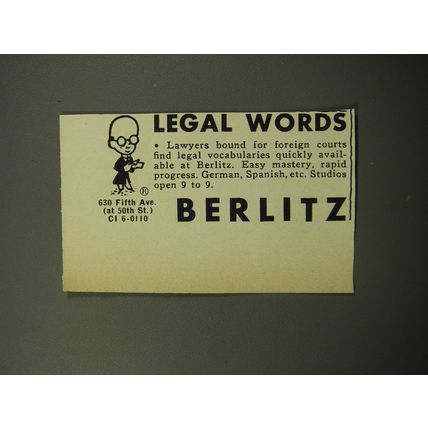 LEGAL WORDS
• Lawyers bound for foreign courts
find legal vocabularies quickly avail-
able at Berlitz. Easy mastery, rapid
progress. German, Spanish, etc. Studios
open 9 to 9.
®
630 Fifth Ave.
(at 50th St.)
CI 6-0110
BERLITZ